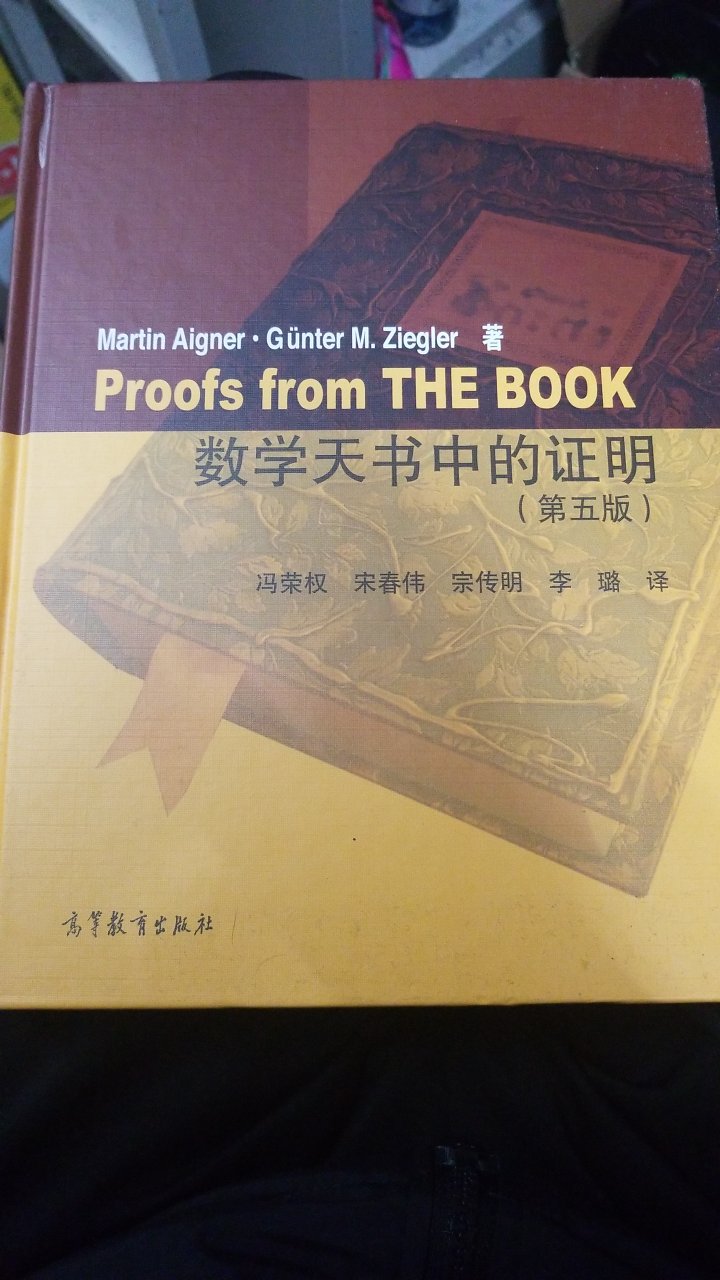 Martin Aigner · Günter M. Ziegler 著
Proofs from THE BOOK
数学天书中的证明
（第五版）
冯荣权 宋春伟 宗传明 李 璐 译
高等教育出版社